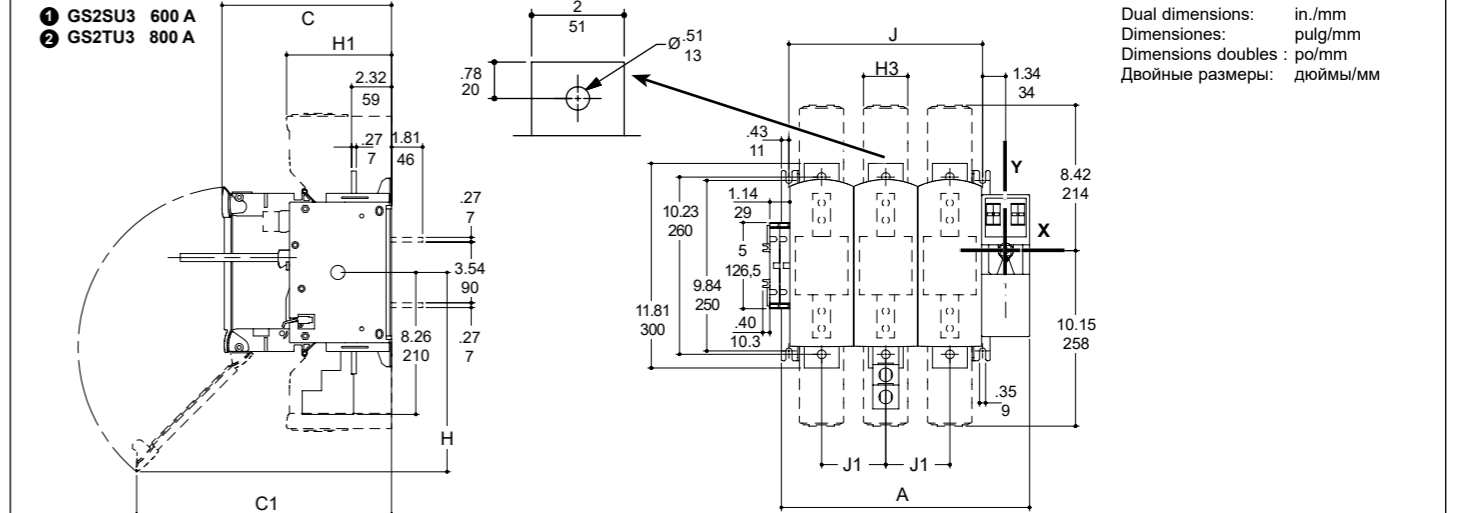 ❶ GS2SU3 600 A
❷ GS2TU3 800 A
Dual dimensions: in./mm
Dimensiones: pulg/mm
Dimensions doubles : po/mm
Двойные размеры: дюймы/мм
C
H1
2.32
59
.27
7
1.81
46
.27
7
3.54
90
8.26
210
.27
7
H
C1
2
51
.78
20
Ø.51
13
J
H3
1.34
34
.43
11
Y
8.42
214
1.14
29
10.23
260
X
5
126,5
9.84
250
11.81
300
.40
10.3
10.15
258
.35
9
J1
J1
A